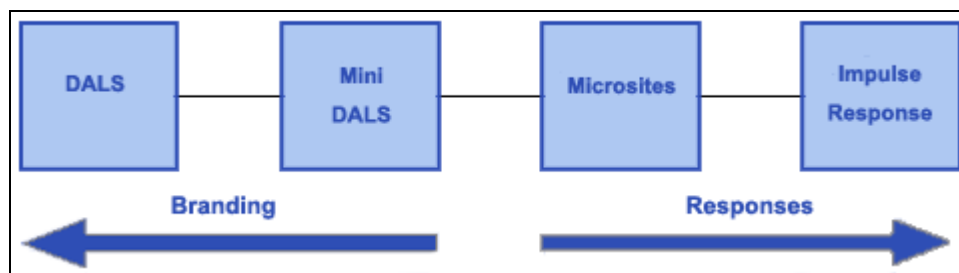 DALS
Mini
DALS
Microsites
Impulse
Response
Branding
Responses